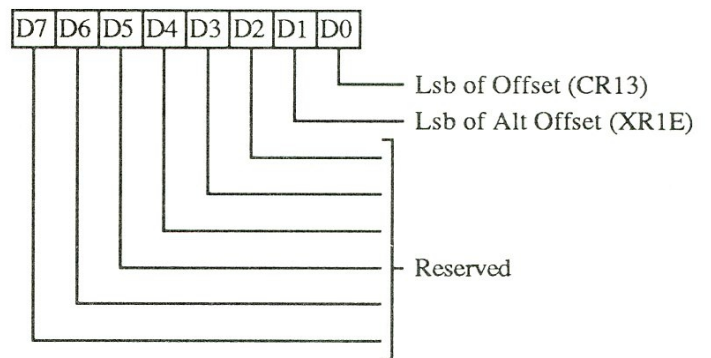 D7 D6 D5 D4 D3 D2 D1 D0
Lsb of Offset (CR13)
Lsb of Alt Offset (XR1E)
Reserved